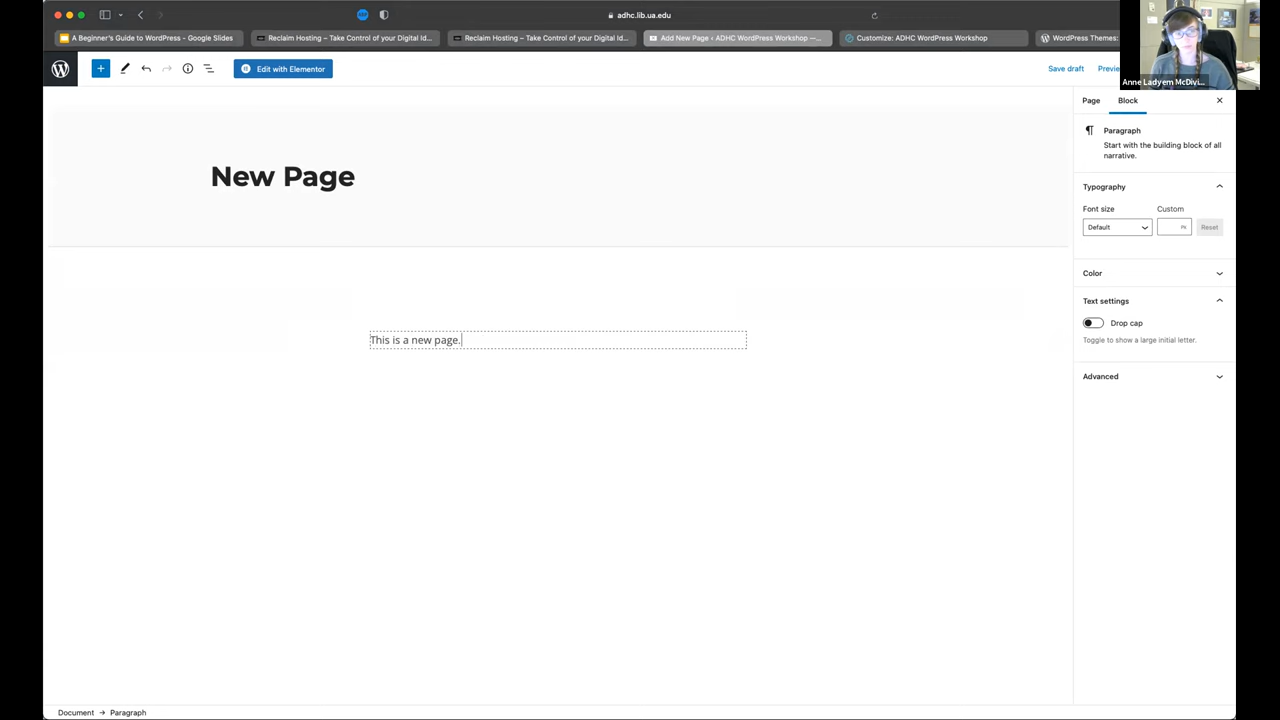 adhc.lib.ua.edu
A Beginner's Guide to WordPress - Google Slides
Reclaim Hosting – Take Control of your Digital Id...
Reclaim Hosting – Take Control of your Digital Id...
Add New Page ‹ ADHC WordPress Workshop —...
Customize: ADHC WordPress Workshop
WordPress Themes:
Anne Ladyem McDivi...
Edit with Elementor
Save draft
Previe
Page
Block
Paragraph
Start with the building block of all
narrative.
New Page
Typography
Font size
Custom
Default
PX
Reset
Color
Text settings
Drop cap
This is a new page.
Toggle to show a large initial letter.
Advanced
Document → Paragraph